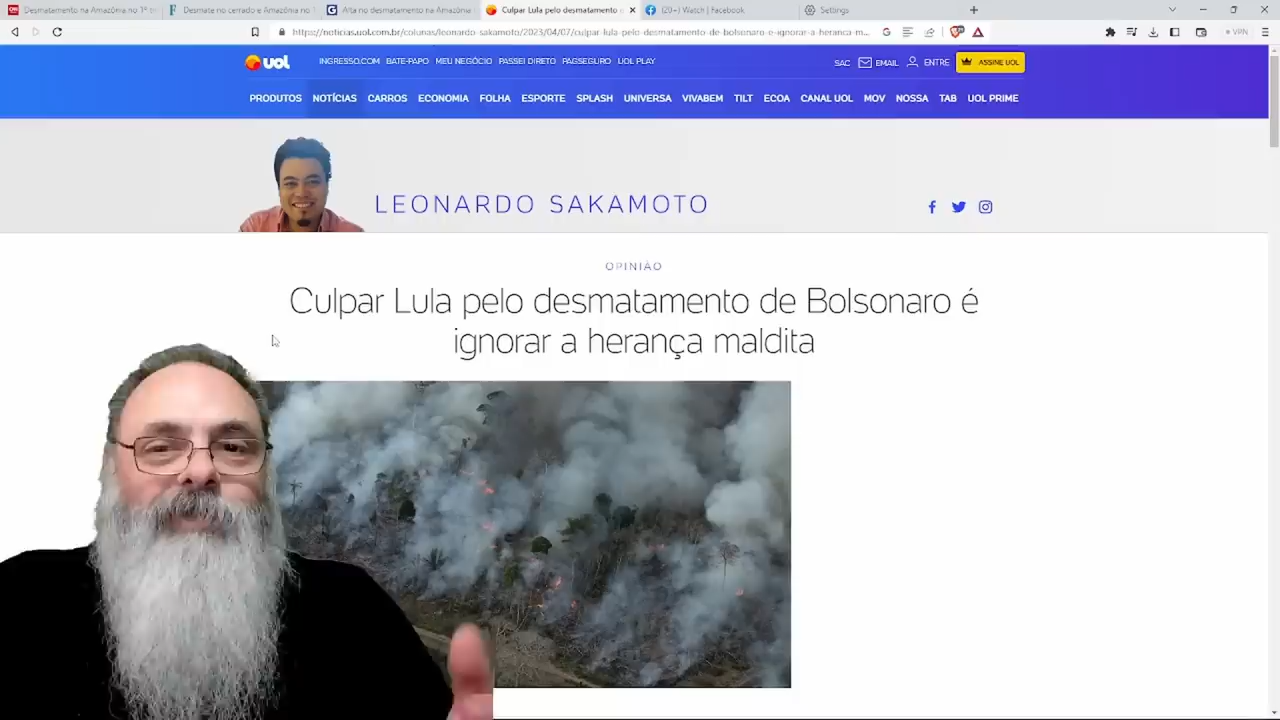 Desmatamento na Amazônia no 1º
Desmate no cerrado e Amazônia no
Alta no desmatamento na Amazônia
Culpar Lula pelo desmatamento
(20+) Watch | Facebook
Settings
https://noticias.uol.com.br/colunas/leonardo-sakamoto/2023/04/07/culpar-lula-pelo-desmatamento-de-bolsonaro-e-ignorar-a-heranca-m...
VPN
UOL
INGRESSO.COM BATE-PAPO MEU NEGÓCIO PASSEI DIRETO PAGSEGURO UOL PLAY
SAC EMAIL ENTRE ASSINE UOL
PRODUTOS NOTÍCIAS CARROS ECONOMIA FOLHA ESPORTE SPLASH UNIVERSA VIVABEM TILT ECOA CANAL UOL MOV NOSSA TAB UOL PRIME
LEONARDO SAKAMOTO
OPINIÃO
Culpar Lula pelo desmatamento de Bolsonaro é
ignorar a herança maldita